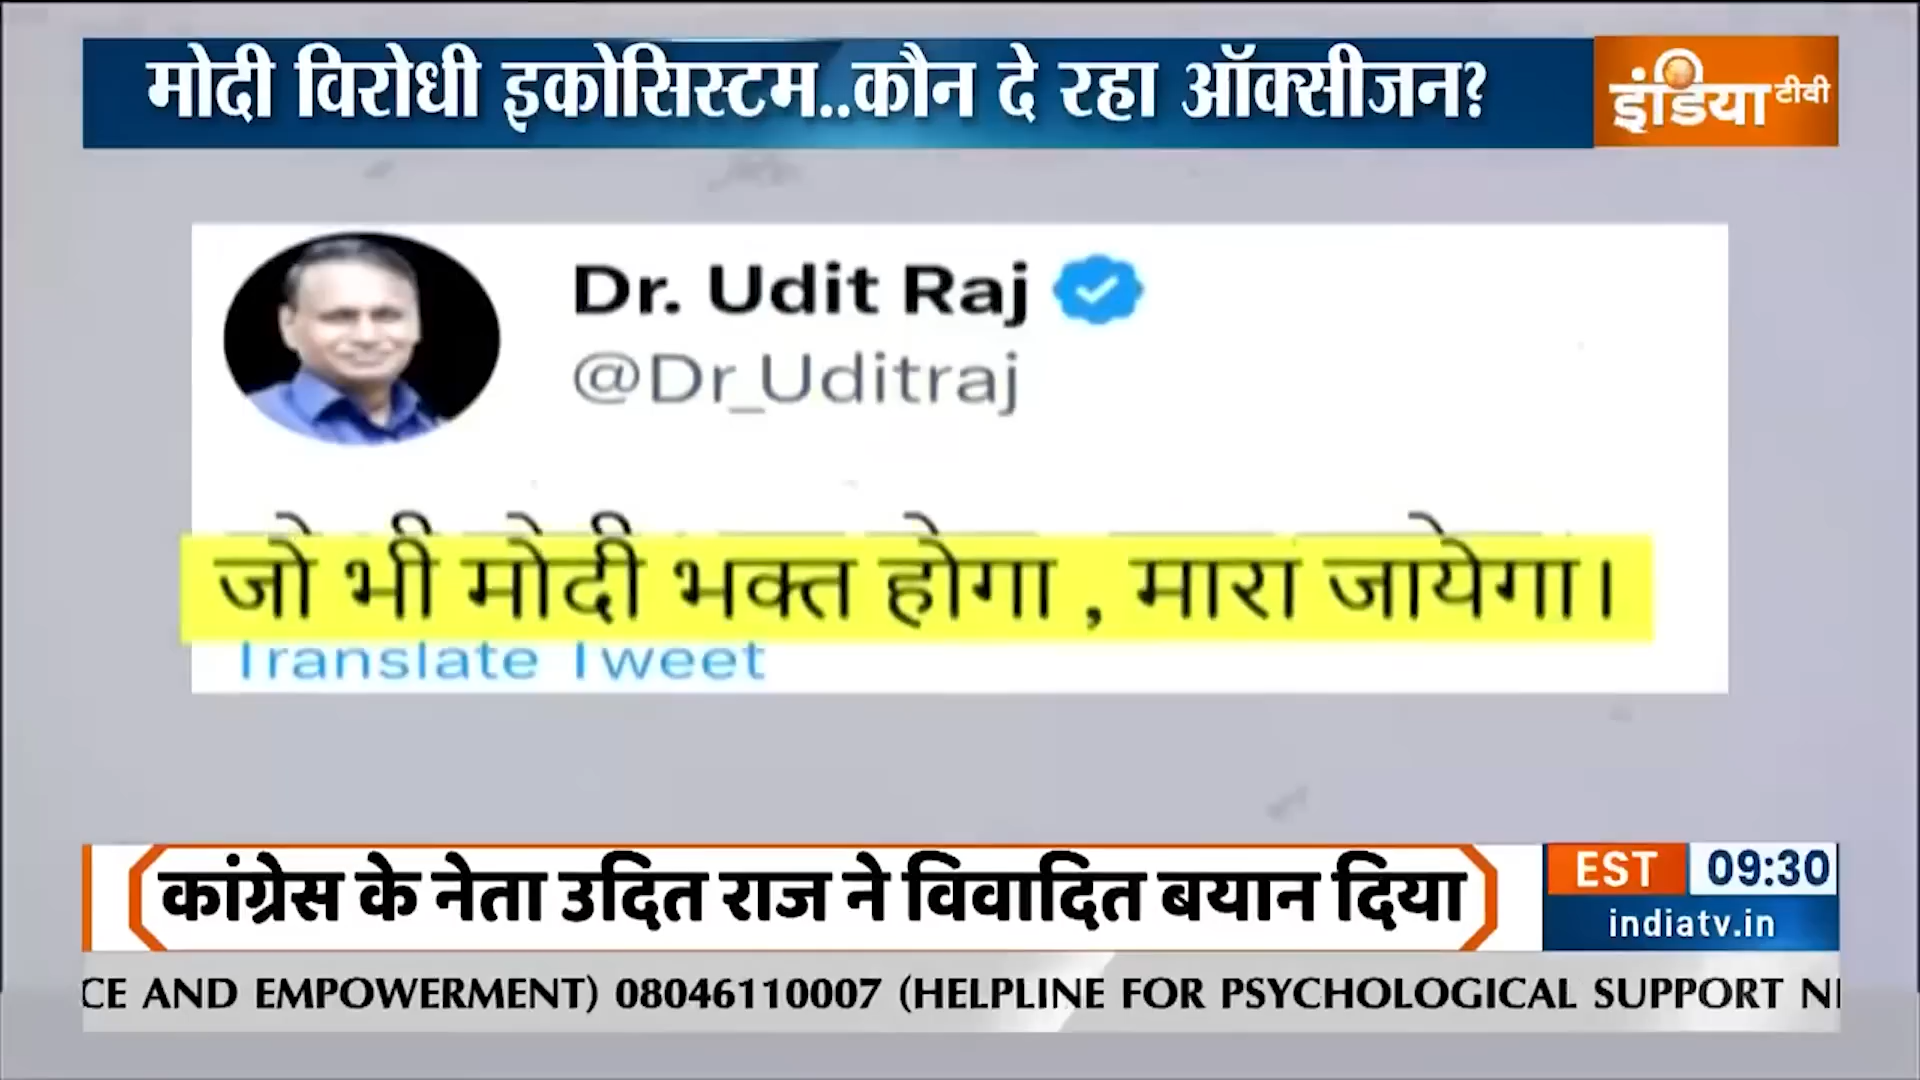 मोदी विरोधी इकोसिस्टम..कौन दे रहा ऑक्सीजन?
इंडिया टीवी
Dr. Udit Raj
@Dr_Uditraj
जो भी मोदी भक्त होगा , मारा जायेगा।
Translate Tweet
कांग्रेस के नेता उदित राज ने विवादित बयान दिया
EST 09:30
indiatv.in
CE AND EMPOWERMENT) 08046110007 (HELPLINE FOR PSYCHOLOGICAL SUPPORT